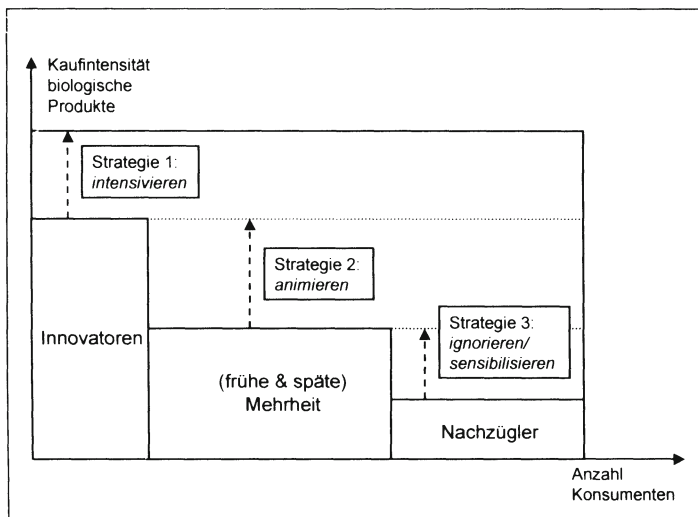 Kaufintensität
biologische
Produkte
Strategie 1:
intensivieren
Strategie 2:
animieren
Strategie 3:
ignorieren/
sensibilisieren
Innovatoren
(frühe & späte)
Mehrheit
Nachzügler
Anzahl
Konsumenten